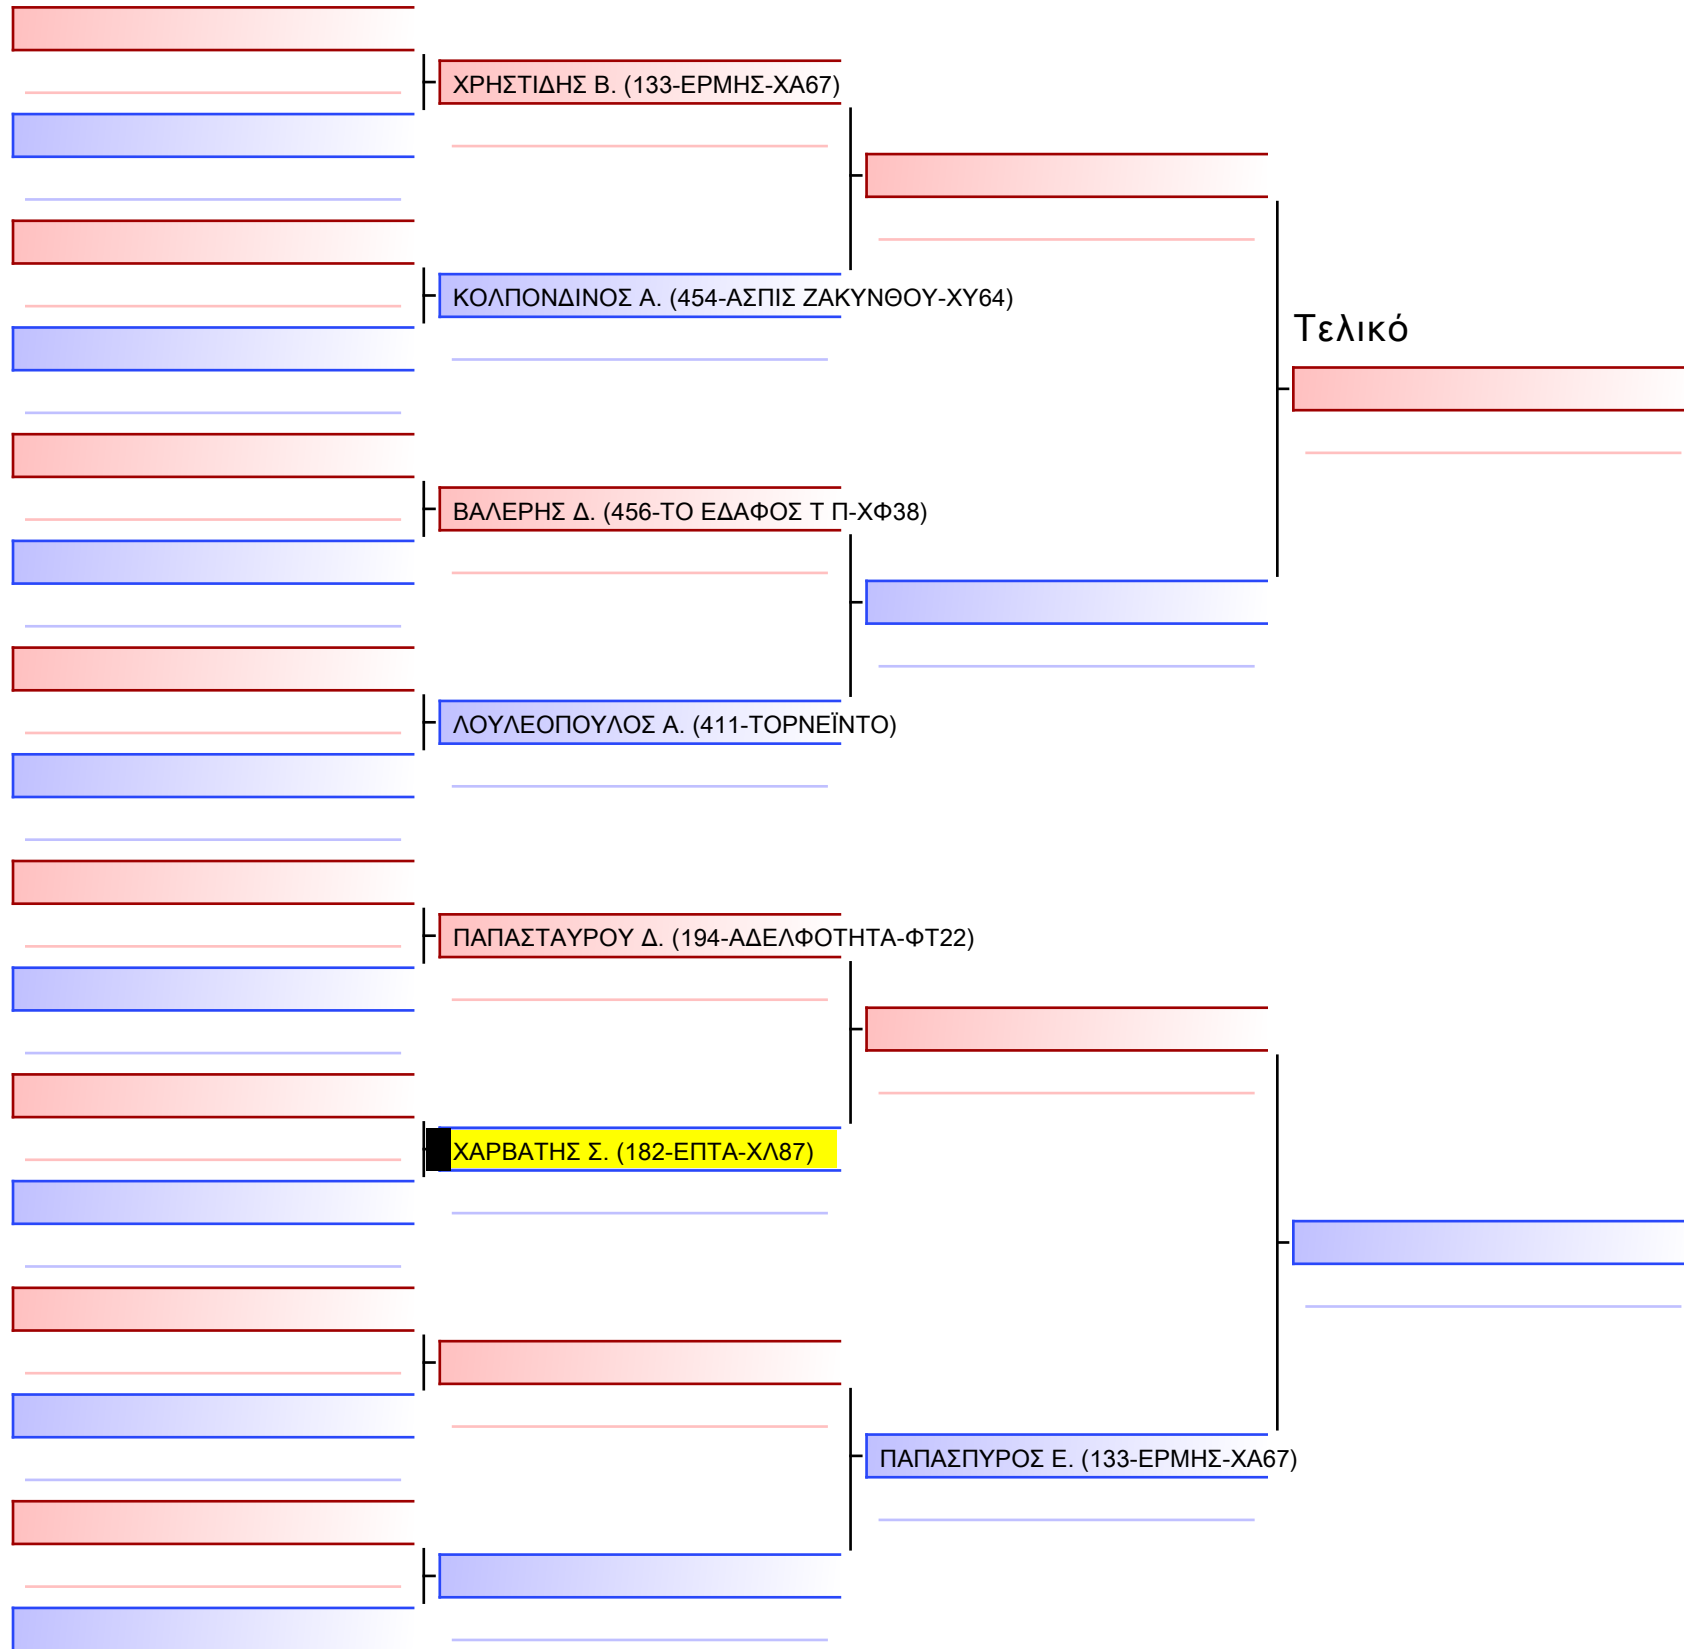 ΧΡΗΣΤΙΔΗΣ Β. (133-ΕΡΜΗΣ-ΧΑ67)
ΚΟΛΠΟΝΔΙΝΟΣ Α. (454-ΑΣΠΙΣ ΖΑΚΥΝΘΟΥ-ΧΥ64)
Τελικό
ΒΑΛΕΡΗΣ Δ. (456-ΤΟ ΕΔΑΦΟΣ Τ Π-ΧΦ38)
ΛΟΥΛΕΟΠΟΥΛΟΣ Α. (411-ΤΟΡΝΕΪΝΤΟ)
ΠΑΠΑΣΤΑΥΡΟΥ Δ. (194-ΑΔΕΛΦΟΤΗΤΑ-ΦΤ22)
ΧΑΡΒΑΤΗΣ Σ. (182-ΕΠΤΑ-ΧΛ87)
ΠΑΠΑΣΠΥΡΟΣ Ε. (133-ΕΡΜΗΣ-ΧΑ67)